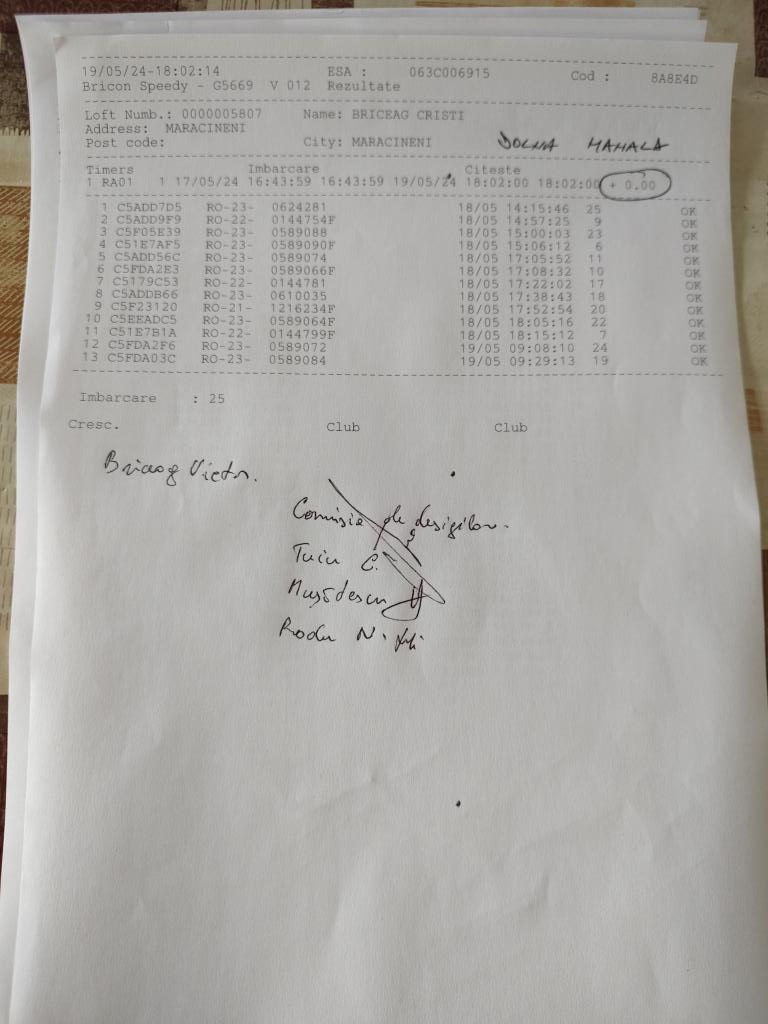 19/05/24-18:02:14 ESA : 063C006915 Cod : 8A8E4D
Bricon Speedy - G5669 V 012 Rezultate
Loft Numb.: 0000005807 Name: BRICEAG CRISTI
Address: MARACINENI
Post code: City: MARACINENI DOLNA MAHALA
Timers Imbarcare Citeste
1 RA01 1 17/05/24 16:43:59 16:43:59 19/05/24 18:02:00 18:02:00 + 0.00
1 C5ADD7D5 RO-23- 0624281 18/05 14:15:46 25 OK
2 C5ADD9F9 RO-22- 0144754F 18/05 14:57:25 9 OK
3 C5F05E39 RO-23- 0589088 18/05 15:00:03 23 OK
4 C51E7AF5 RO-23- 0589090F 18/05 15:06:12 6 OK
5 C5ADD56C RO-23- 0589074 18/05 17:05:52 11 OK
6 C5FDA2E3 RO-23- 0589066F 18/05 17:08:32 10 OK
7 C5179C53 RO-22- 0144781 18/05 17:22:02 17 OK
8 C5ADDB66 RO-23- 0610035 18/05 17:38:43 18 OK
9 C5F23120 RO-21- 1216234F 18/05 17:52:54 20 OK
10 C5EEADC5 RO-23- 0589064F 18/05 18:05:16 22 OK
11 C51E7B1A RO-22- 0144799F 18/05 18:15:12 7 OK
12 C5FDA2F6 RO-23- 0589072 19/05 09:08:10 24 OK
13 C5FDA03C RO-23- 0589084 19/05 09:29:13 19 OK
Imbarcare : 25
Cresc. Club Club
Briceag Victor.
Comisia de desigilare.
Tuiu C.
Radu N.